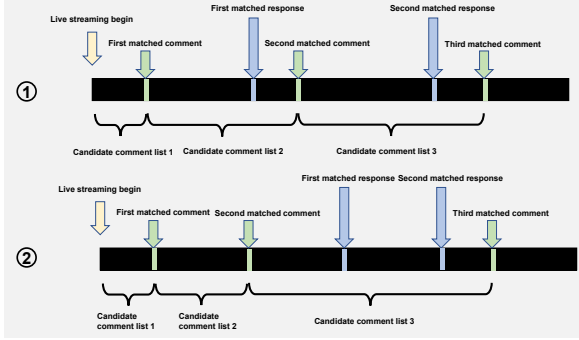 First matched response
Second matched response
Live streaming begin
First matched comment
Second matched comment
Third matched comment
①
Candidate comment list 1
Candidate comment list 2
Candidate comment list 3
First matched response
Second matched response
Live streaming begin
First matched comment
Second matched comment
Third matched comment
②
Candidate
comment list 1
Candidate
comment list 2
Candidate comment list 3